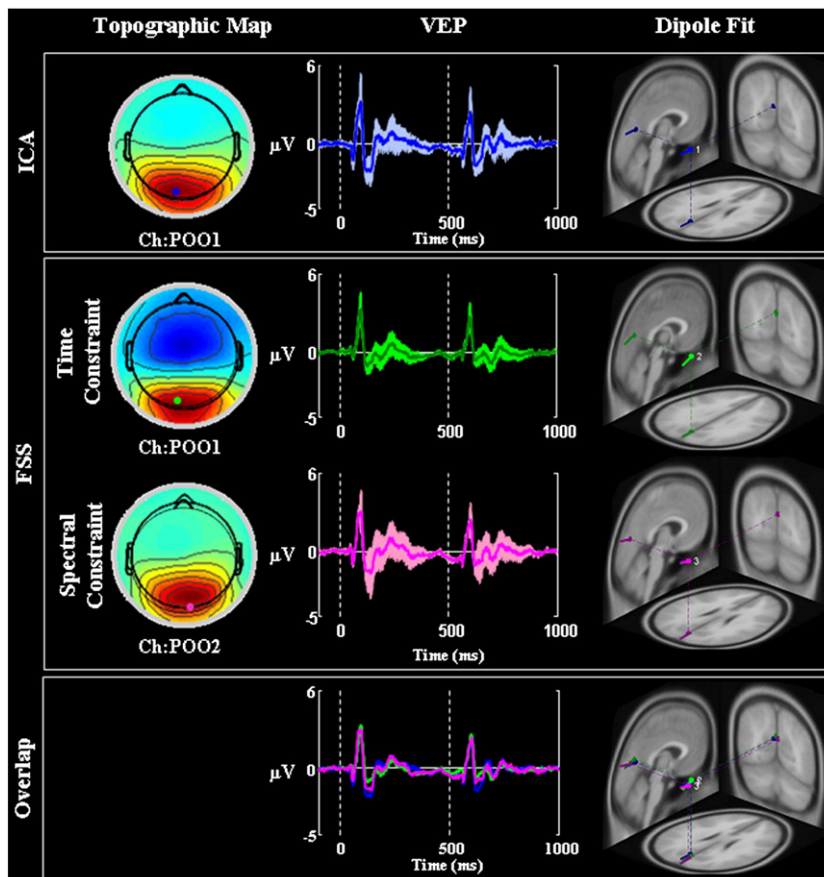 Topographic Map VEP Dipole Fit
ICA
6
μV
0
-5
0 500 1000
Time (ms)
Ch:POO1
1
FSS
Time
Constraint
6
μV
0
-5
0 500 1000
Ch:POO1
2
Spectral
Constraint
6
μV
0
-5
0 500 1000
Time (ms)
Ch:POO2
3
Overlap
6
μV
0
-5
0 500 1000
Time (ms)
3